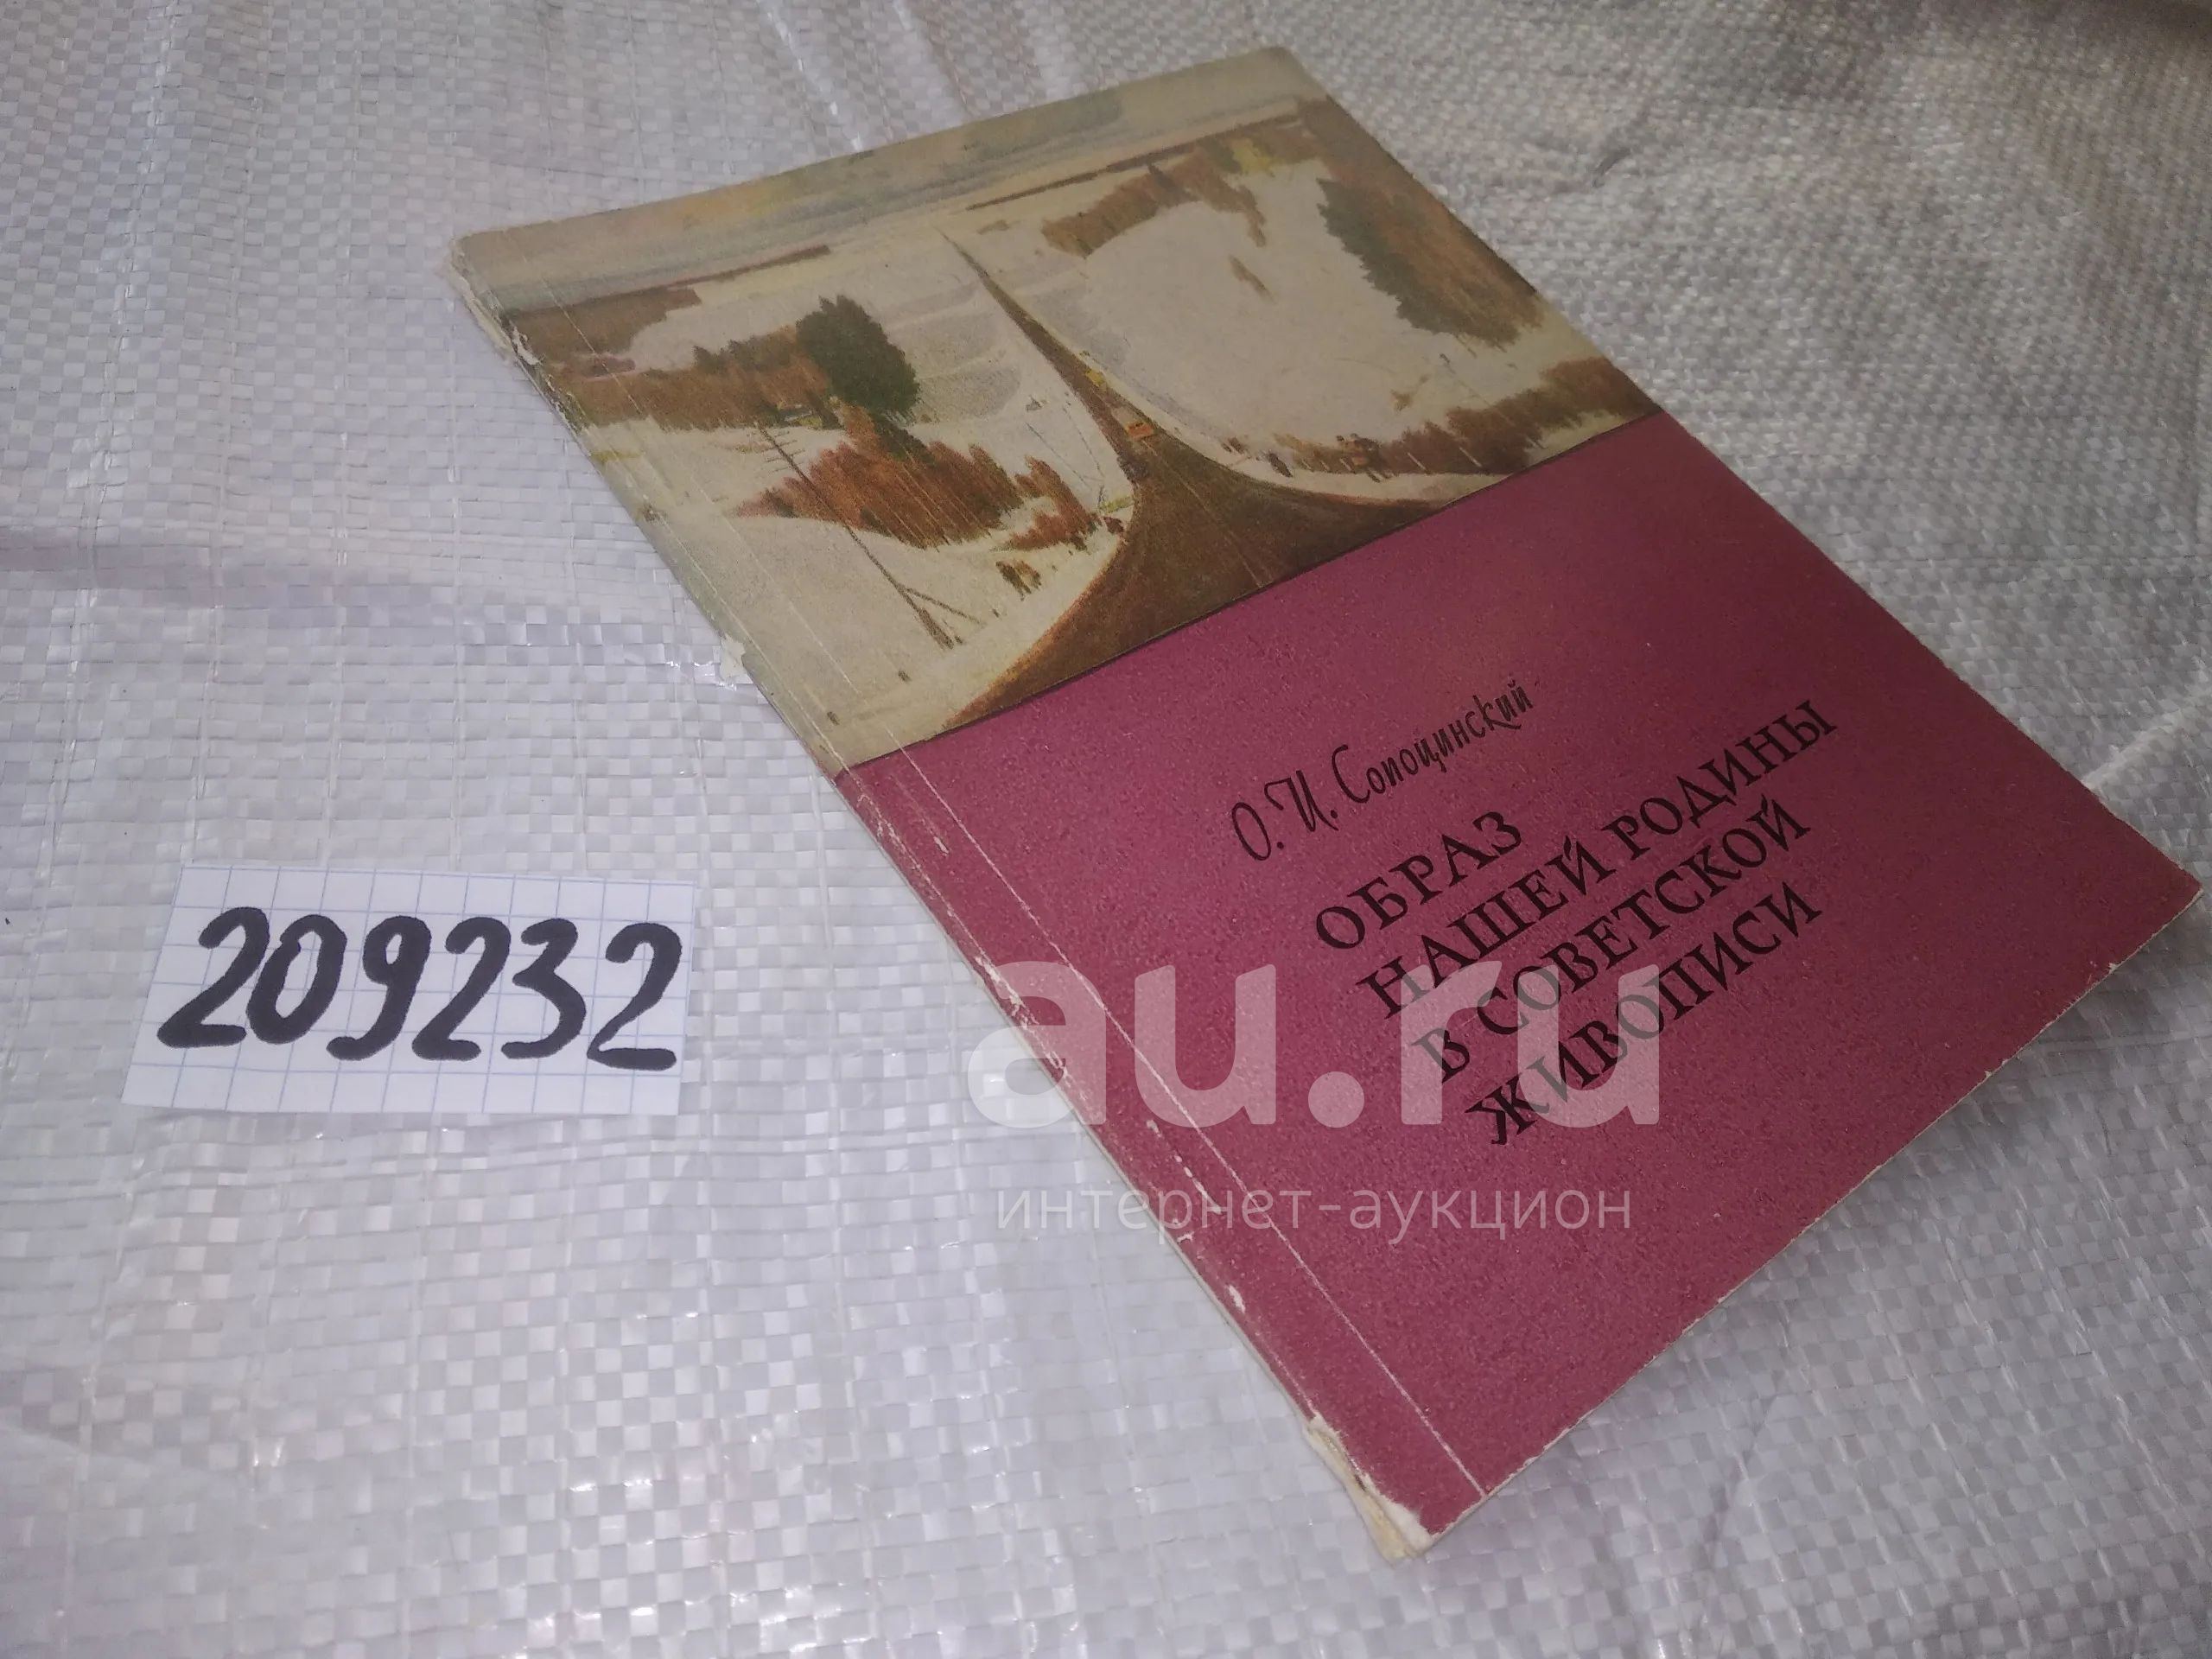 О. И. Сопоцинский
ОБРАЗ
НАШЕЙ РОДИНЫ
В СОВЕТСКОЙ
ЖИВОПИСИ
209232
au.ru
интернет-аукцион